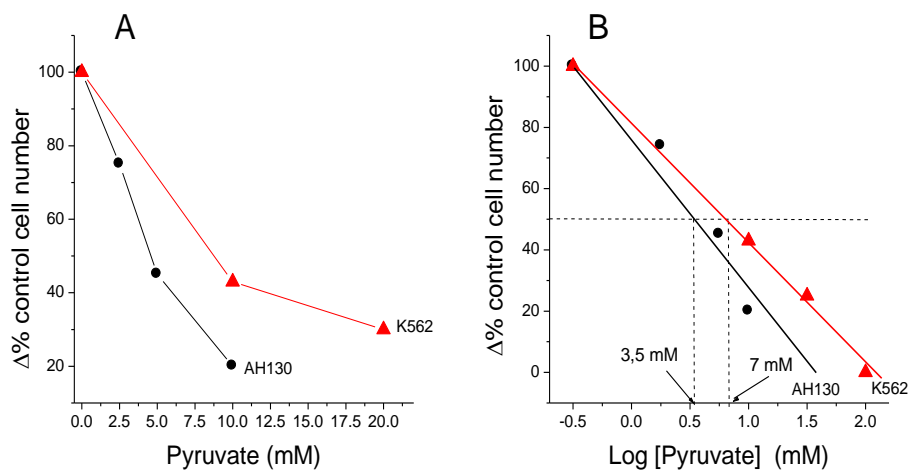 A
Δ% control cell number
100
80
60
40
20
K562
AH130
0.0
2.5
5.0
7.5
10.0
12.5
15.0
17.5
20.0
Pyruvate (mM)
B
Δ% control cell number
100
80
60
40
20
0
3,5 mM
7 mM
AH130
K562
-0.5
0.0
0.5
1.0
1.5
2.0
Log [Pyruvate] (mM)